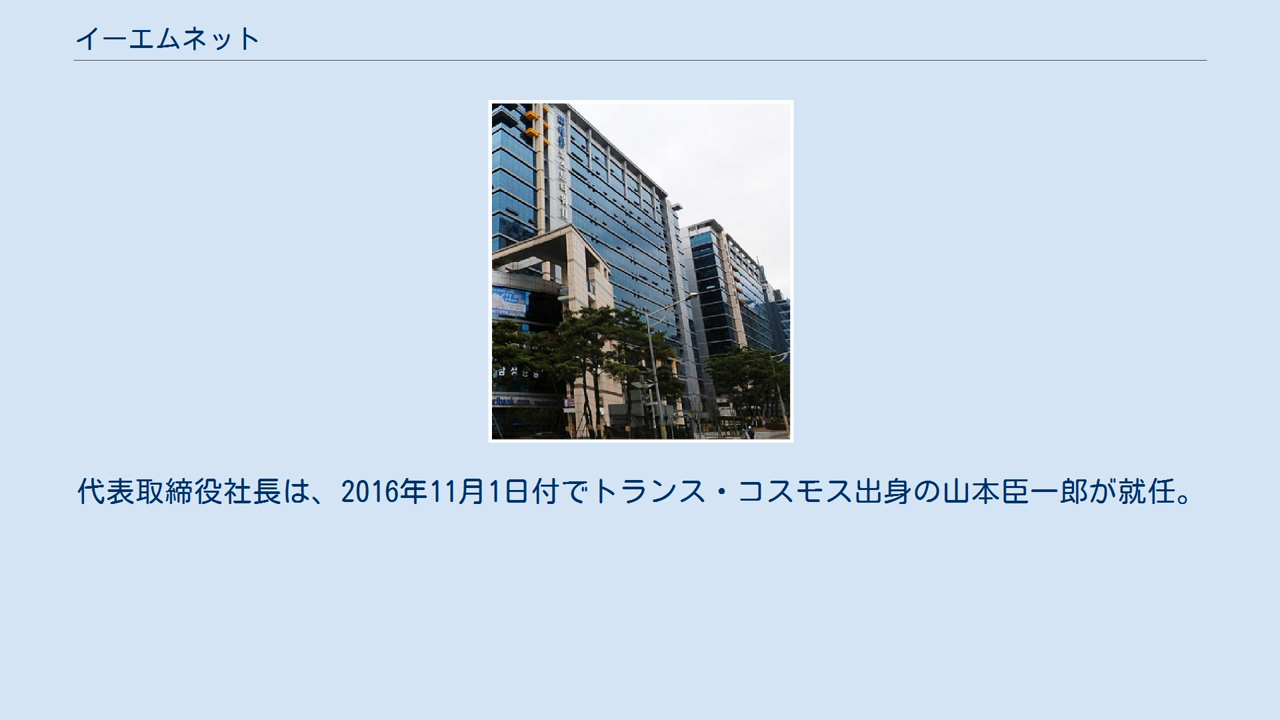 イーエムネット
代表取締役社長は、2016年11月1日付でトランス・コスモス出身の山本臣一郎が就任。